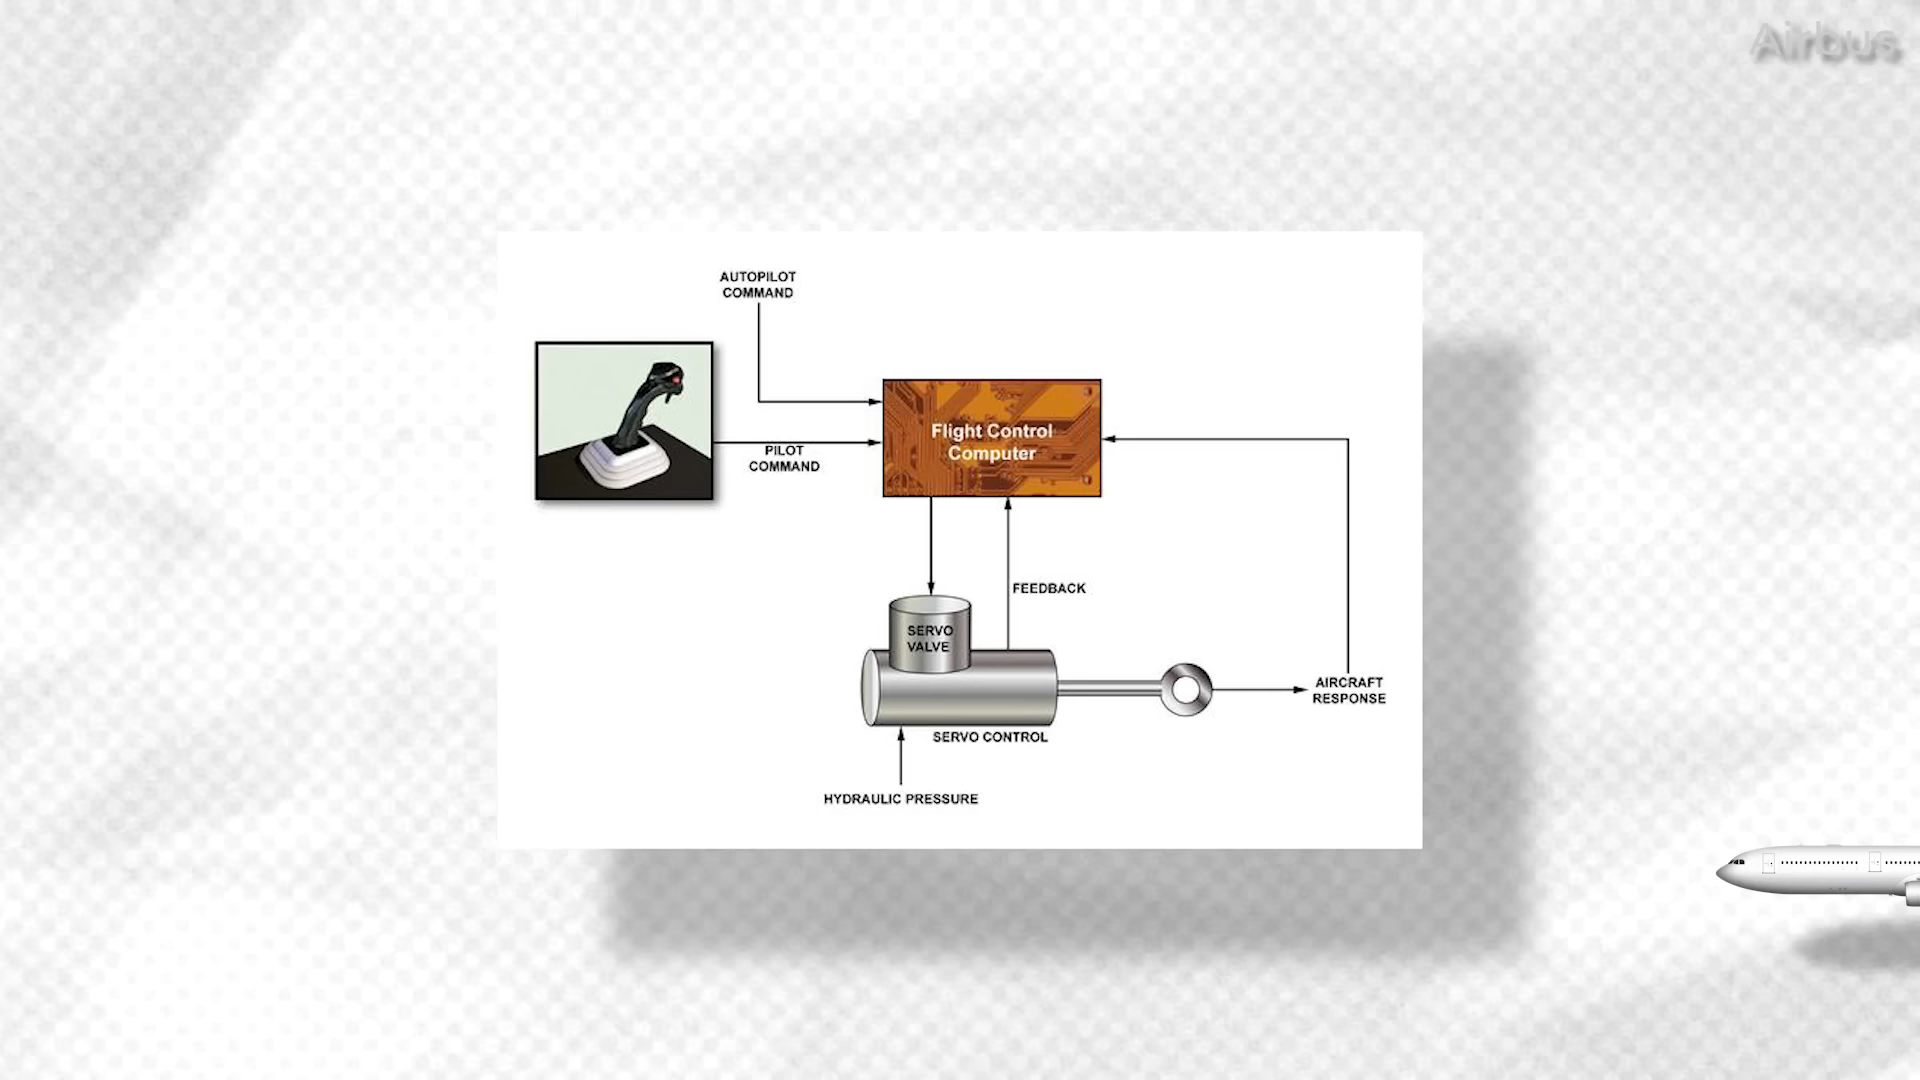 Airbus
AUTOPILOT
COMMAND
Flight Control
Computer
PILOT
COMMAND
FEEDBACK
SERVO
VALVE
AIRCRAFT
RESPONSE
SERVO CONTROL
HYDRAULIC PRESSURE